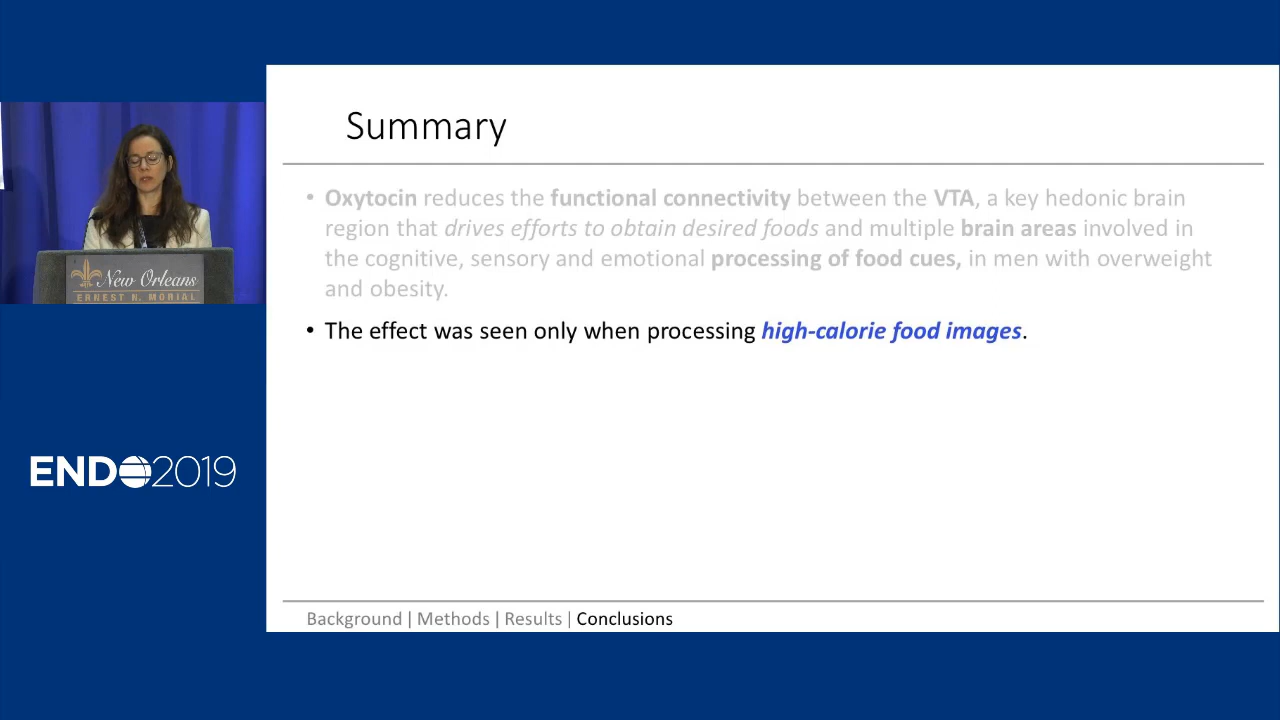 Summary
• Oxytocin reduces the functional connectivity between the VTA, a key hedonic brain
region that drives efforts to obtain desired foods and multiple brain areas involved in
the cognitive, sensory and emotional processing of food cues, in men with overweight
and obesity.
• The effect was seen only when processing high-calorie food images.
Background | Methods | Results | Conclusions
New Orleans
ERNEST N. MORIAL
ENDO2019